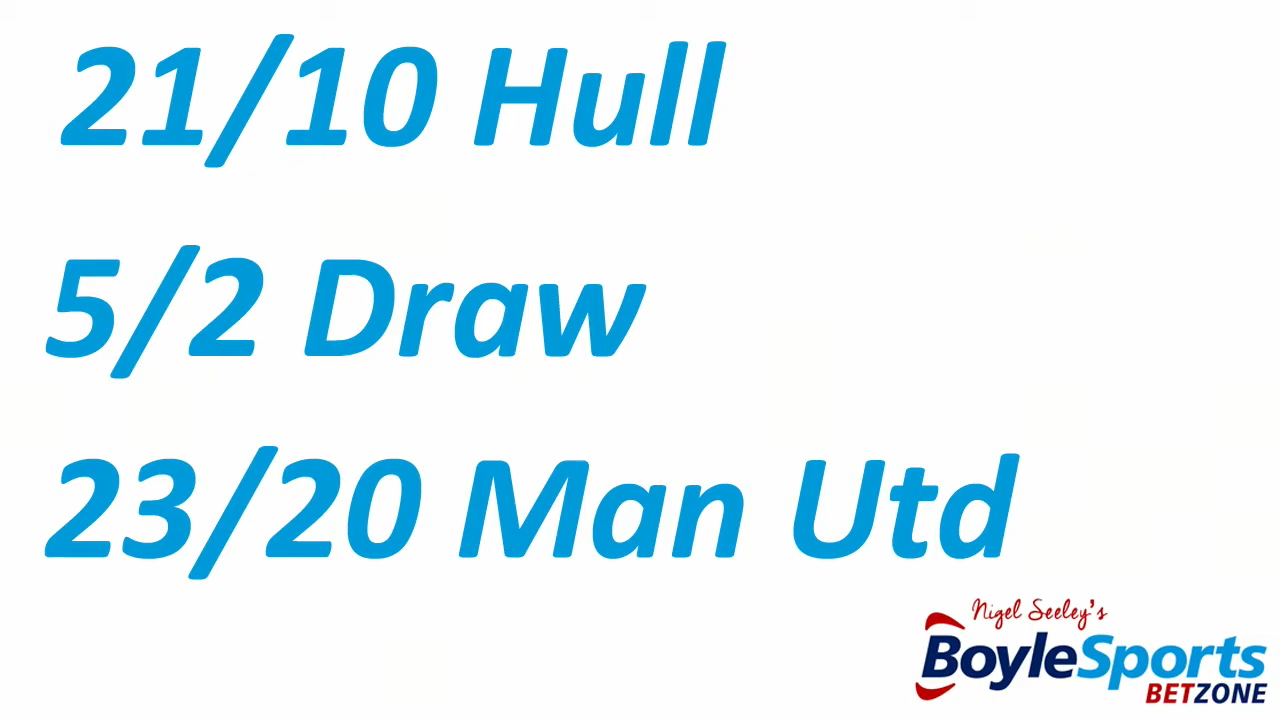 21/10 Hull
5/2 Draw
23/20 Man Utd
Nigel Seeley's
BoyleSports
BETZONE